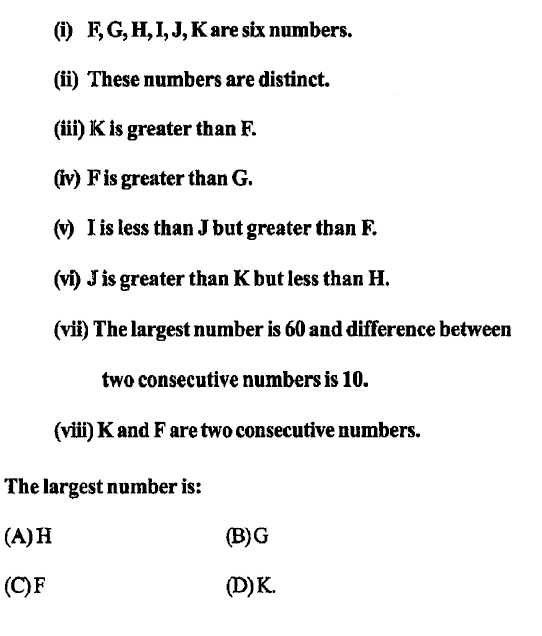 (i) F, G, H, I, J, K are six numbers.
(ii) These numbers are distinct.
(iii) K is greater than F.
(iv) F is greater than G.
(v) I is less than J but greater than F.
(vi) J is greater than K but less than H.
(vii) The largest number is 60 and difference between
two consecutive numbers is 10.
(viii) K and F are two consecutive numbers.
The largest number is:
(A) H (B) G
(C) F (D) K.